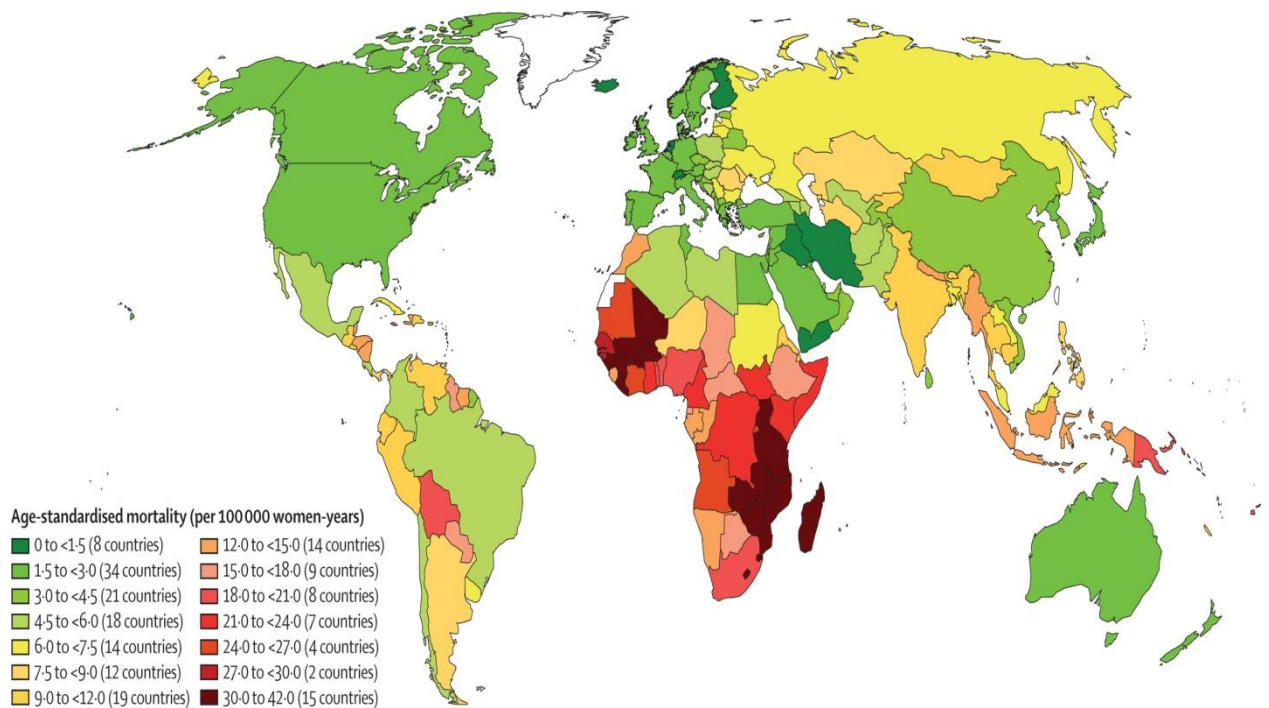 Age-standardised mortality (per 100 000 women-years)
0 to <1·5 (8 countries)
1·5 to <3·0 (34 countries)
3·0 to <4·5 (21 countries)
4·5 to <6·0 (18 countries)
6·0 to <7·5 (14 countries)
7·5 to <9·0 (12 countries)
9·0 to <12·0 (19 countries)
12·0 to <15·0 (14 countries)
15·0 to <18·0 (9 countries)
18·0 to <21·0 (8 countries)
21·0 to <24·0 (7 countries)
24·0 to <27·0 (4 countries)
27·0 to <30·0 (2 countries)
30·0 to 42·0 (15 countries)